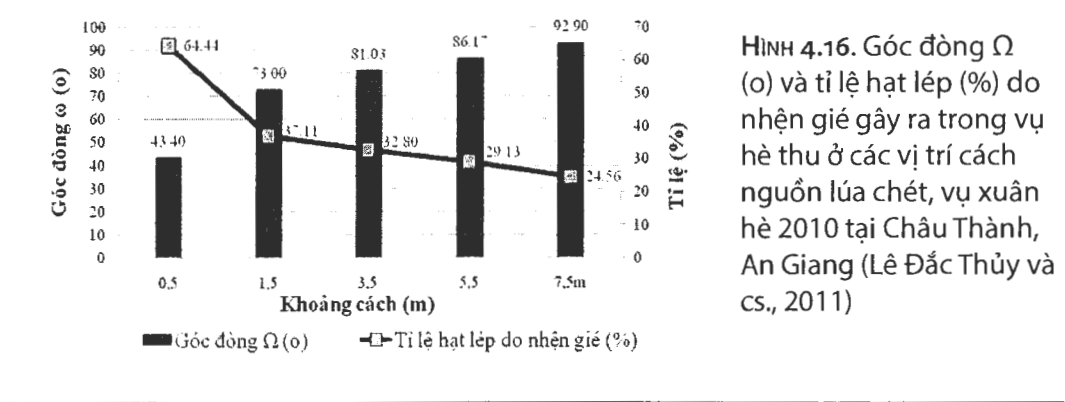 100
90
80
70
60
50
40
30
20
10
0
Góc đòng ω (o)
64.44
43 40
73 00
37.11
81.03
32 80
86.17
29 13
92 90
24.56
70
60
50
40
30
20
10
0
Tỉ lệ (%)
0,5
1,5
3,5
5,5
7,5m
Khoảng cách (m)
Góc đòng Ω (o)
Tỉ lệ hạt lép do nhện gié (%)
HÌNH 4.16. Góc đòng Ω
(o) và tỉ lệ hạt lép (%) do
nhện gié gây ra trong vụ
hè thu ở các vị trí cách
nguồn lúa chét, vụ xuân
hè 2010 tại Châu Thành,
An Giang (Lê Đắc Thủy và
cs., 2011)